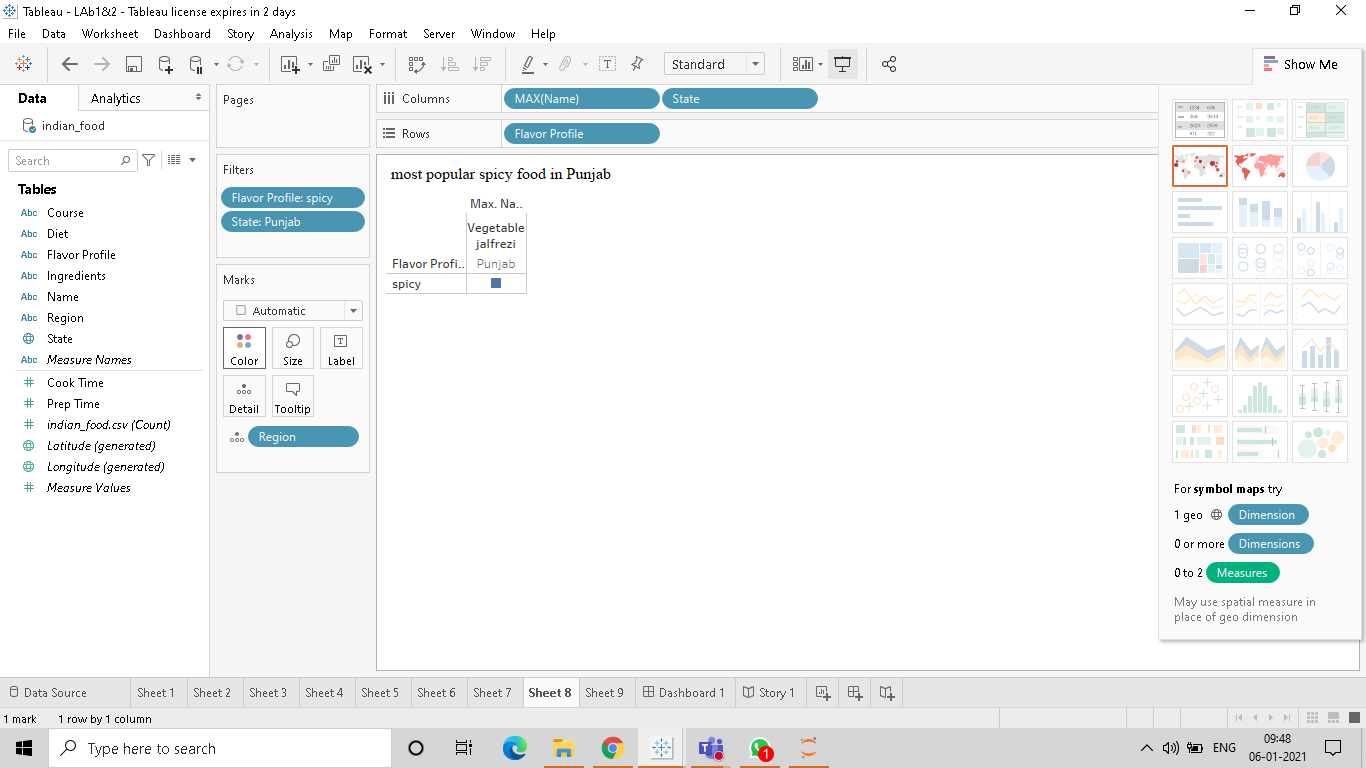 Tableau - LAb1&2 - Tableau license expires in 2 days
File Data Worksheet Dashboard Story Analysis Map Format Server Window Help
Standard
Show Me
Data Analytics
indian_food
Search
Tables
Abc Course
Abc Diet
Abc Flavor Profile
Abc Ingredients
Abc Name
Abc Region
State
Abc Measure Names
Cook Time
Prep Time
indian_food.csv (Count)
Latitude (generated)
Longitude (generated)
Measure Values
Pages
Filters
Flavor Profile: spicy
State: Punjab
Marks
Automatic
Color Size Label
Detail Tooltip
Region
Columns MAX(Name) State
Rows Flavor Profile
most popular spicy food in Punjab
Max. Na..
Vegetable
jalfrezi
Flavor Profi.. Punjab
spicy
For symbol maps try
1 geo Dimension
0 or more Dimensions
0 to 2 Measures
May use spatial measure in
place of geo dimension
Data Source Sheet 1 Sheet 2 Sheet 3 Sheet 4 Sheet 5 Sheet 6 Sheet 7 Sheet 8 Sheet 9 Dashboard 1 Story 1
1 mark 1 row by 1 column
Type here to search
1
ENG
09:48
06-01-2021